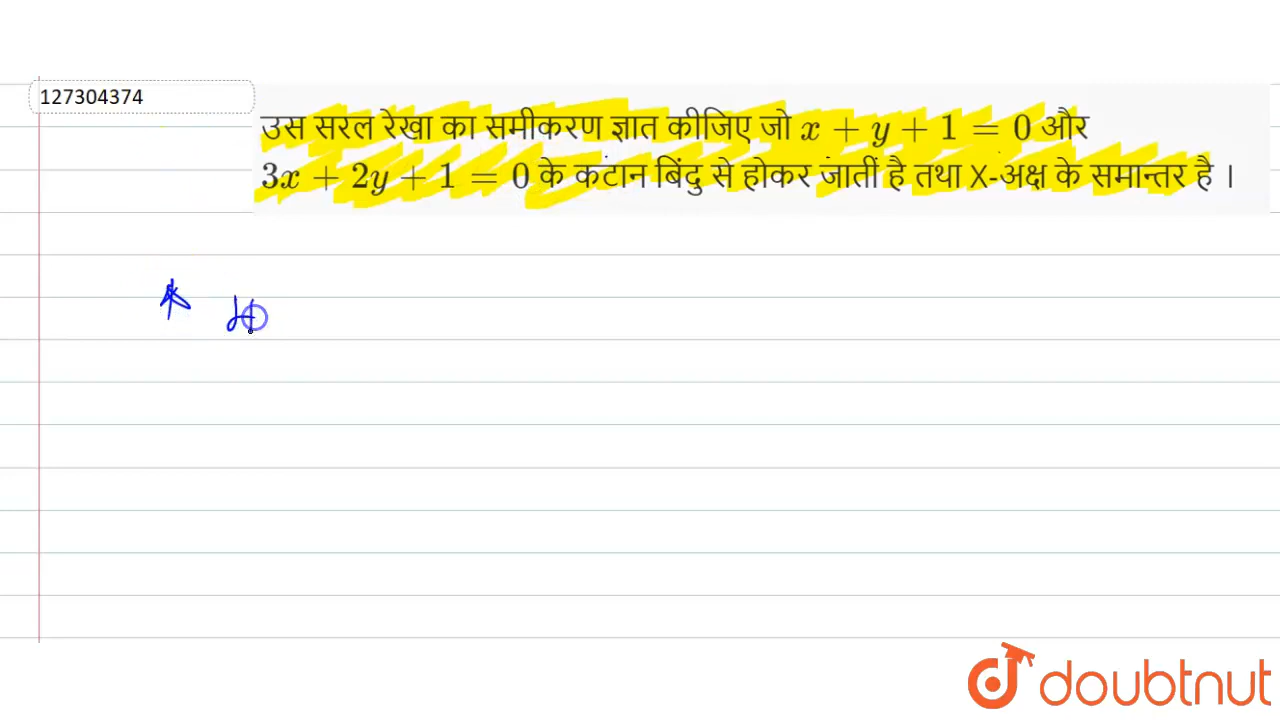 127304374
उस सरल रेखा का समीकरण ज्ञात कीजिए जो x + y + 1 = 0 और
3x + 2y + 1 = 0 के कटान बिंदु से होकर जातीं है तथा X-अक्ष के समान्तर है ।
doubtnut